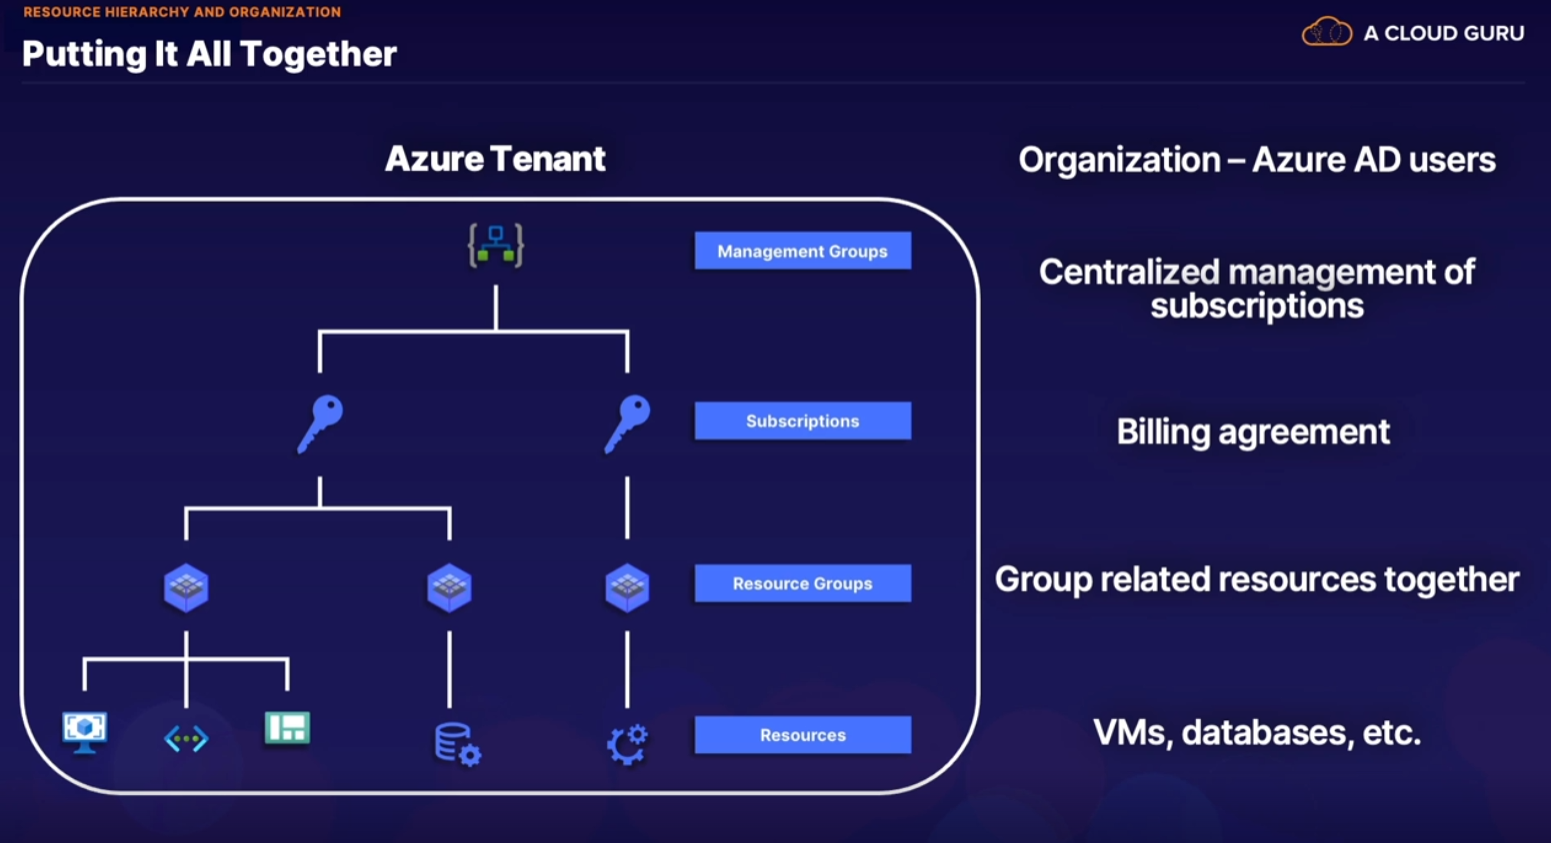 RESOURCE HIERARCHY AND ORGANIZATION
Putting It All Together
A CLOUD GURU
Azure Tenant
Organization – Azure AD users
Management Groups
Centralized management of
subscriptions
Subscriptions
Billing agreement
Resource Groups
Group related resources together
Resources
VMs, databases, etc.